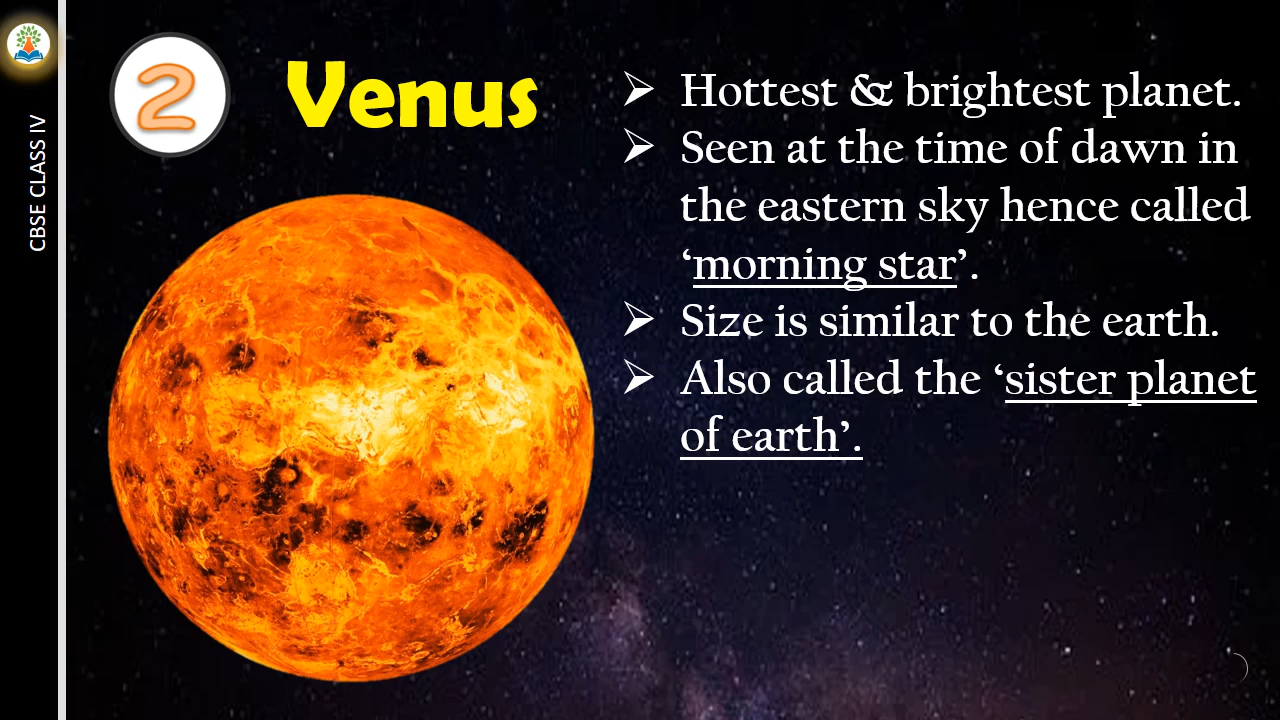 CBSE CLASS IV
2
Venus
➢ Hottest & brightest planet.
➢ Seen at the time of dawn in
the eastern sky hence called
‘morning star’.
➢ Size is similar to the earth.
➢ Also called the ‘sister planet
of earth’.